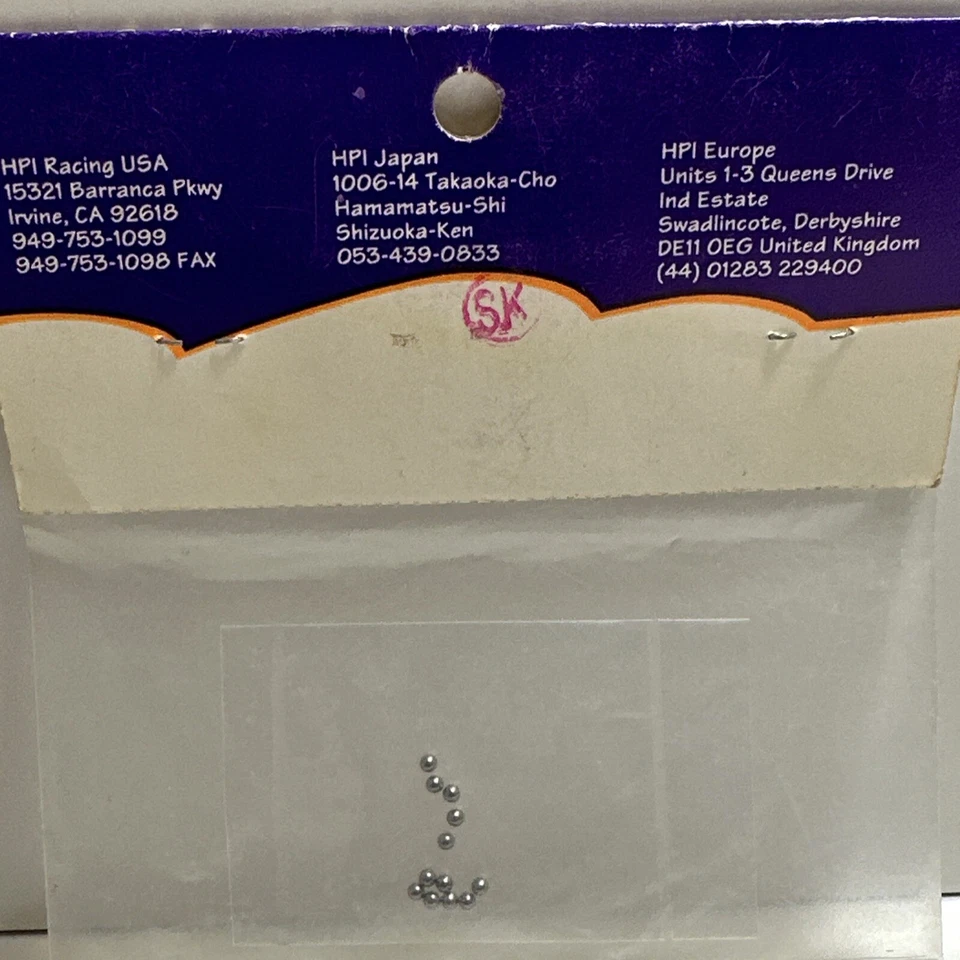 HPI Racing USA
15321 Barranca Pkwy
Irvine, CA 92618
949-753-1099
949-753-1098 FAX
HPI Japan
1006-14 Takaoka-Cho
Hamamatsu-Shi
Shizuoka-Ken
053-439-0833
HPI Europe
Units 1-3 Queens Drive
Ind Estate
Swadlincote, Derbyshire
DE11 0EG United Kingdom
(44) 01283 229400
SK